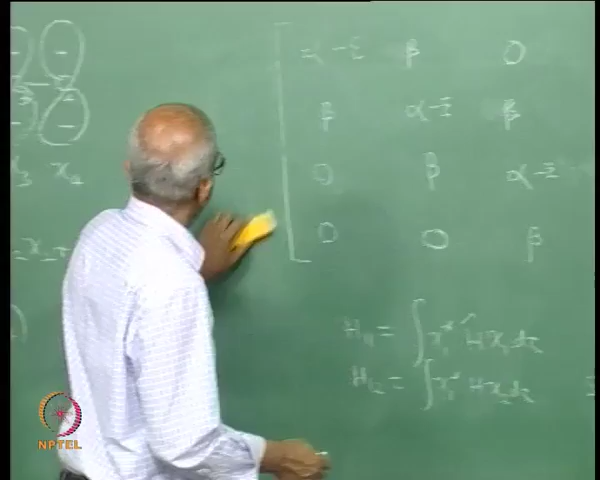 α-Σ β 0
β α-Σ β
0 β α-Σ
0 0 β
H₁₁ = ∫ χ₁* H χ₁ dτ
H₁₂ = ∫ χ₁* H χ₂ dτ
NPTEL